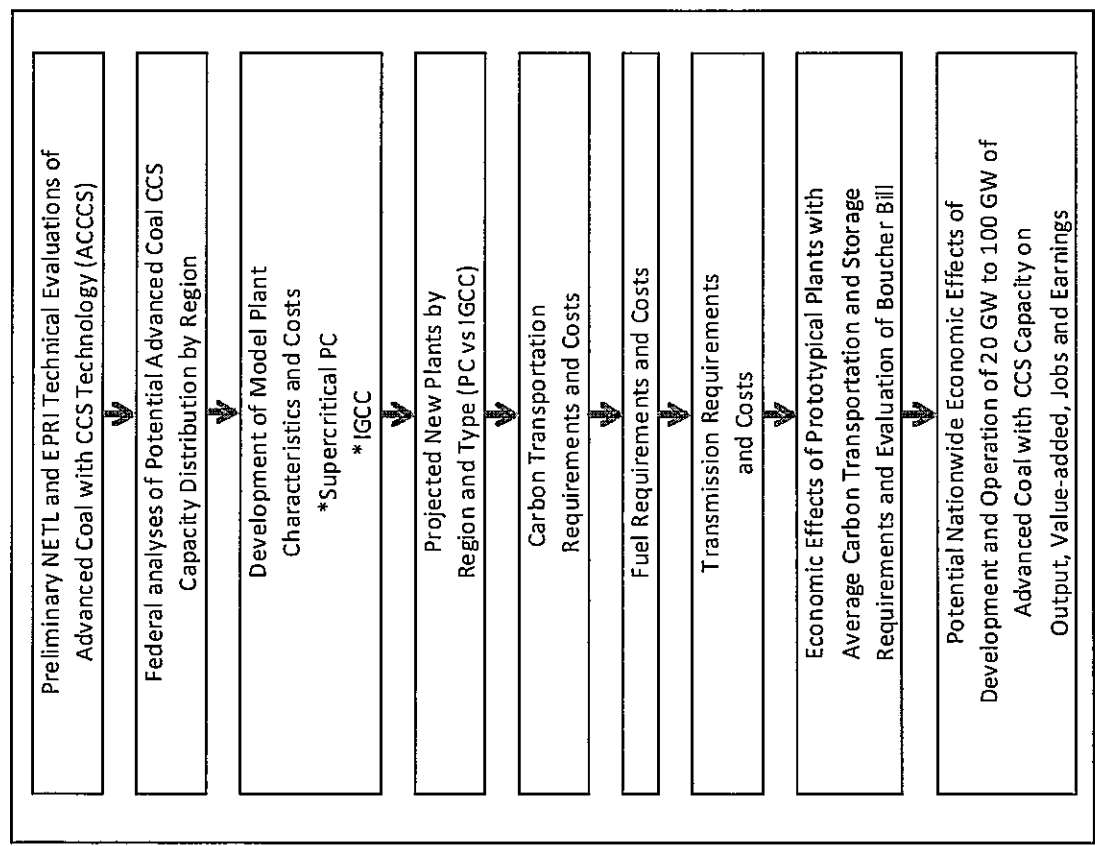 Preliminary NETL and EPRI Technical Evaluations of
Advanced Coal with CCS Technology (ACCCS)
Federal analyses of Potential Advanced Coal CCS
Capacity Distribution by Region
Development of Model Plant
Characteristics and Costs
*Supercritical PC
*IGCC
Projected New Plants by
Region and Type (PC vs IGCC)
Carbon Transportation
Requirements and Costs
Fuel Requirements and Costs
Transmission Requirements
and Costs
Economic Effects of Prototypical Plants with
Average Carbon Transportation and Storage
Requirements and Evaluation of Boucher Bill
Potential Nationwide Economic Effects of
Development and Operation of 20 GW to 100 GW of
Advanced Coal with CCS Capacity on
Output, Value-added, Jobs and Earnings